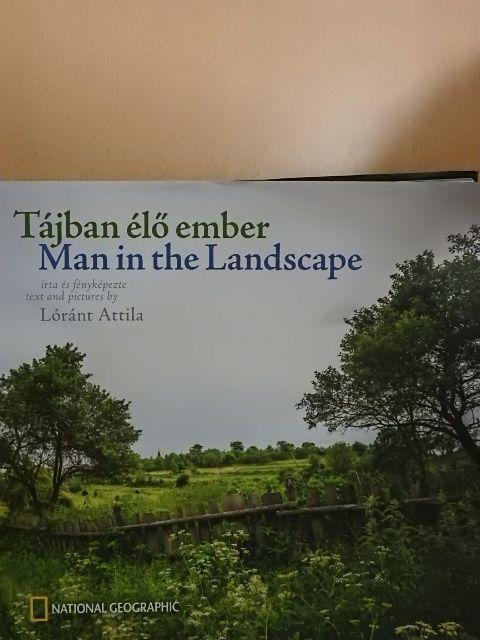 Tájban élő ember
Man in the Landscape
írta és fényképezte
text and pictures by
Lóránt Attila
NATIONAL GEOGRAPHIC